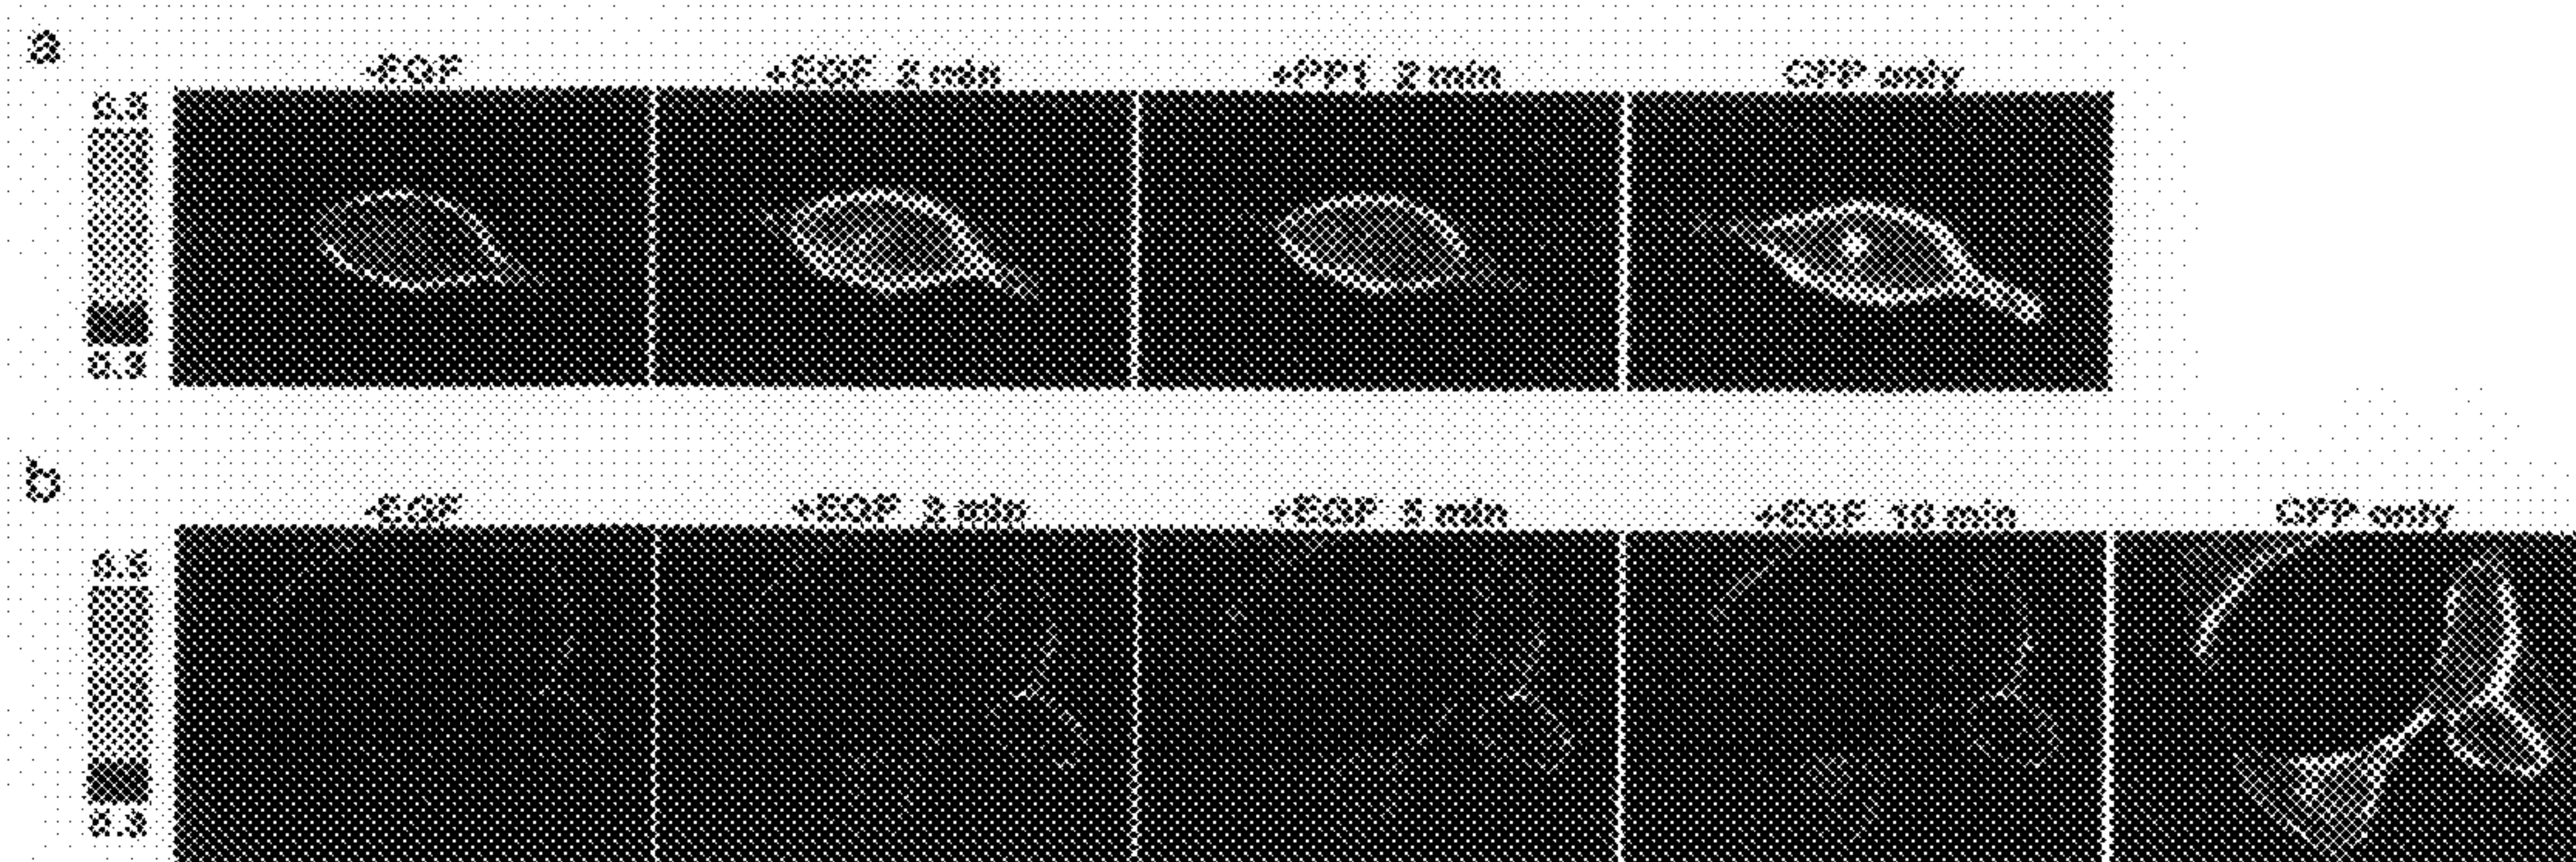 a
-EGF +EGF 2 min +PP1 2 min CFP only
b
-EGF +EGF 2 min +EGF 5 min +EGF 10 min CFP only